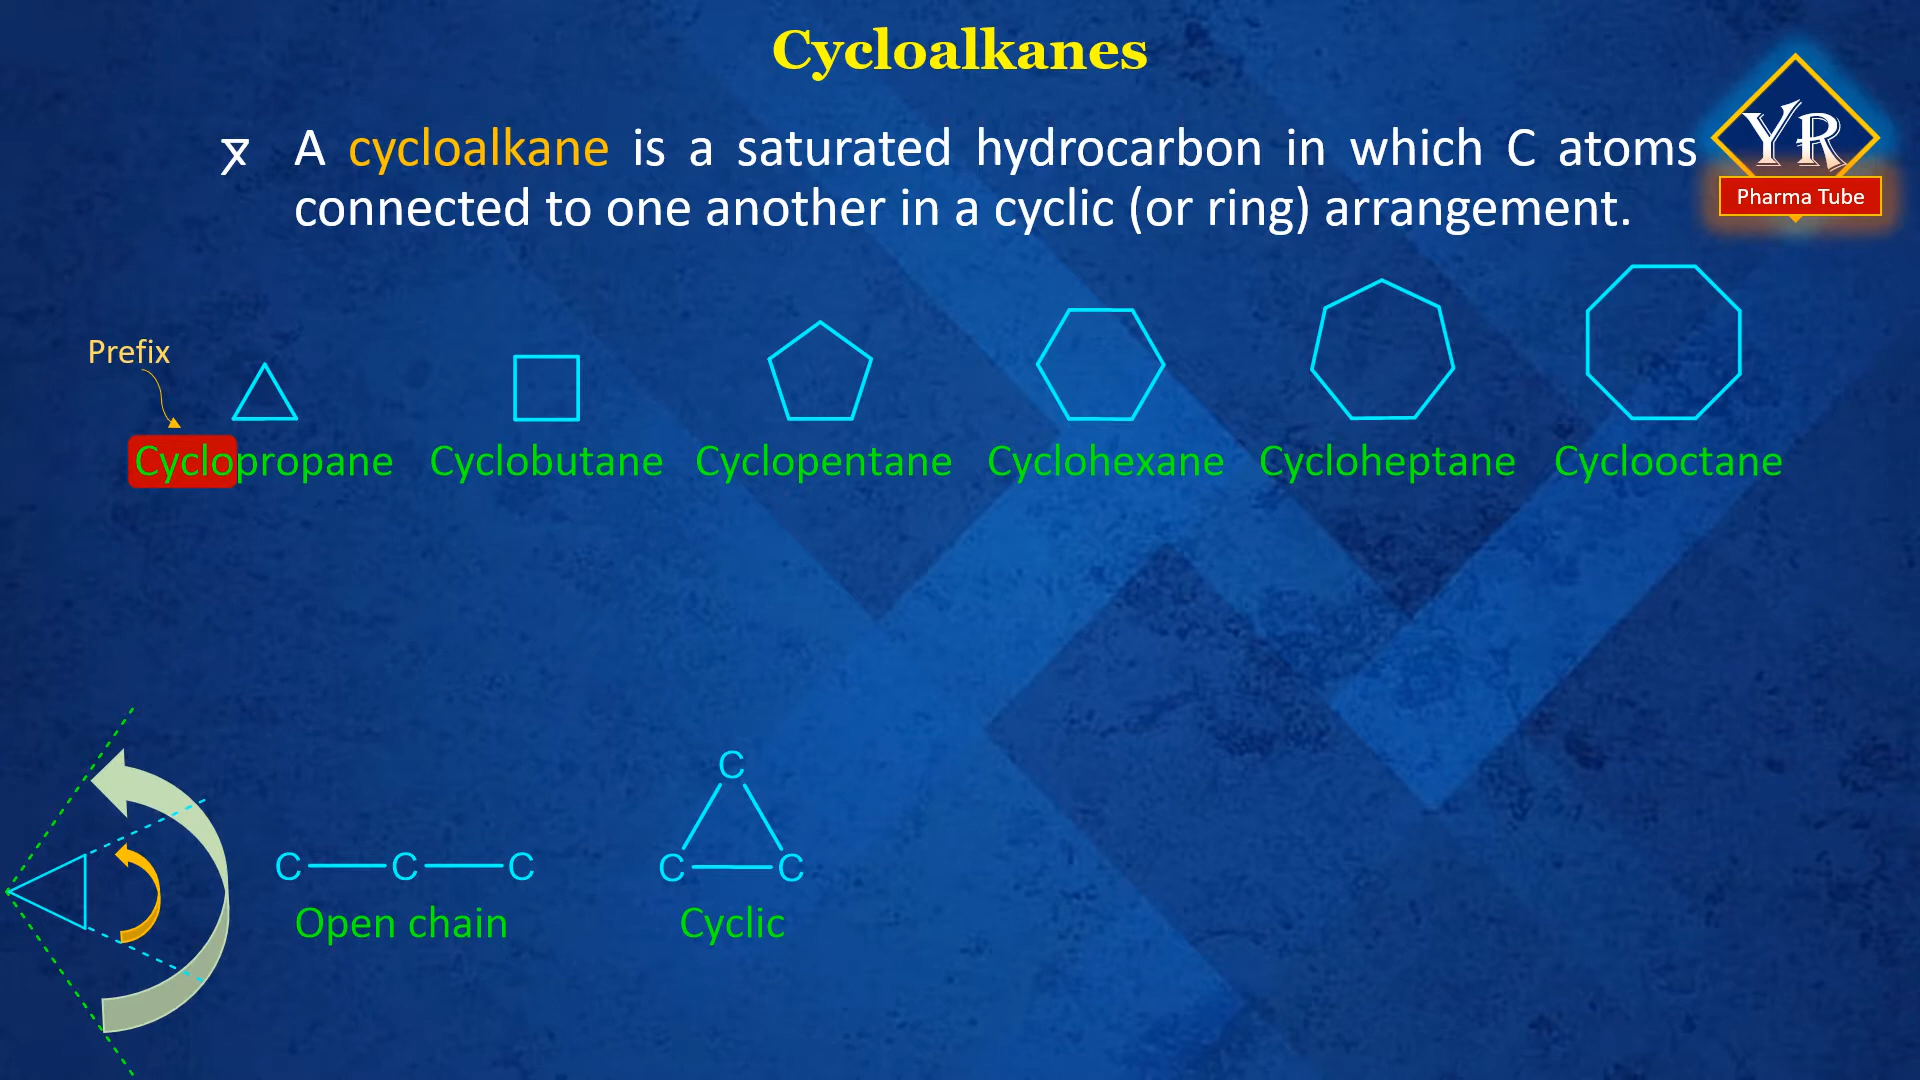 Cycloalkanes
A cycloalkane is a saturated hydrocarbon in which C atoms
connected to one another in a cyclic (or ring) arrangement.
YR
Pharma Tube
Prefix
Cyclopropane Cyclobutane Cyclopentane Cyclohexane Cycloheptane Cyclooctane
C
C C C
C C
Open chain
Cyclic